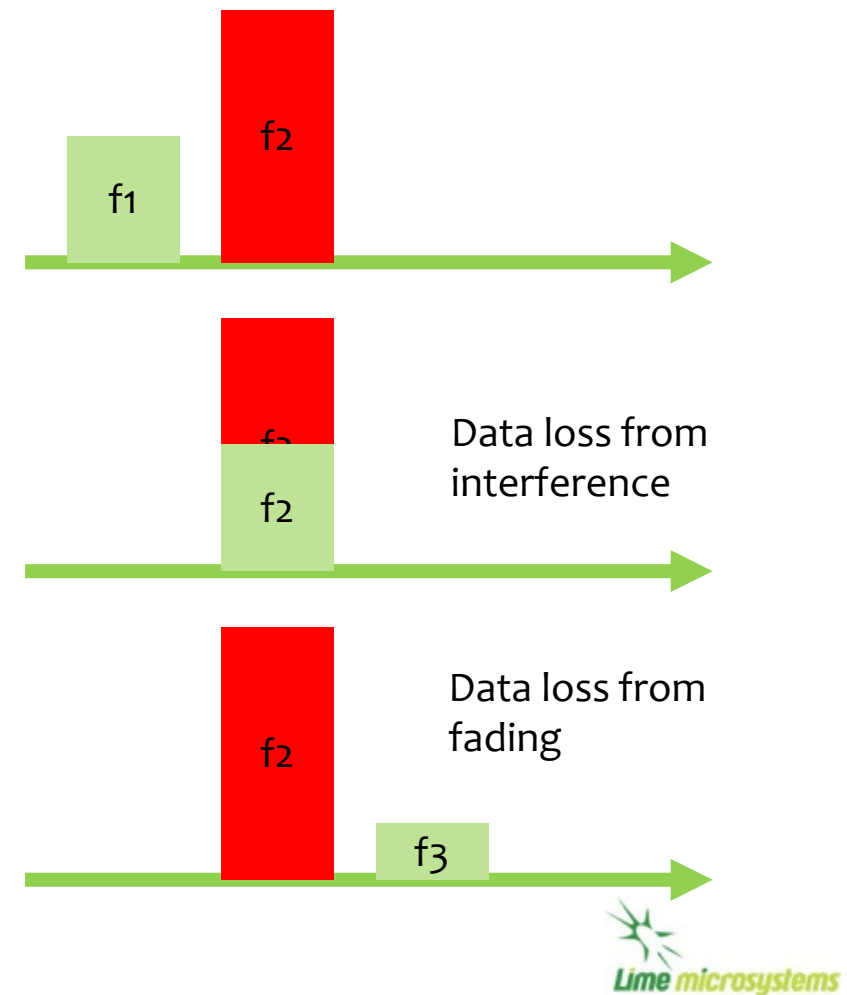 f2
f1
Data loss from
interference
f2
Data loss from
fading
f2
f3
Lime microsystems